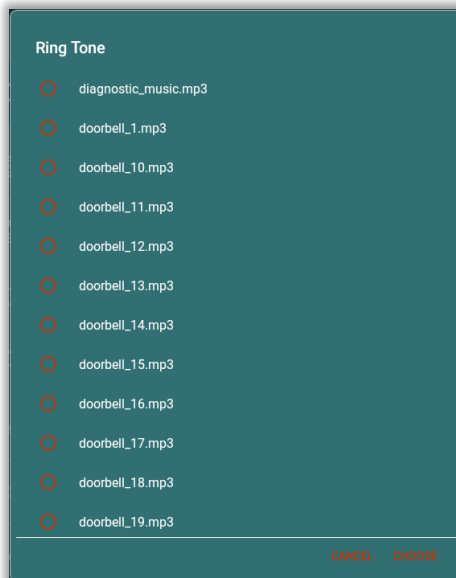 Ring Tone
diagnostic_music.mp3
doorbell_1.mp3
doorbell_10.mp3
doorbell_11.mp3
doorbell_12.mp3
doorbell_13.mp3
doorbell_14.mp3
doorbell_15.mp3
doorbell_16.mp3
doorbell_17.mp3
doorbell_18.mp3
doorbell_19.mp3
CANCEL CHOOSE